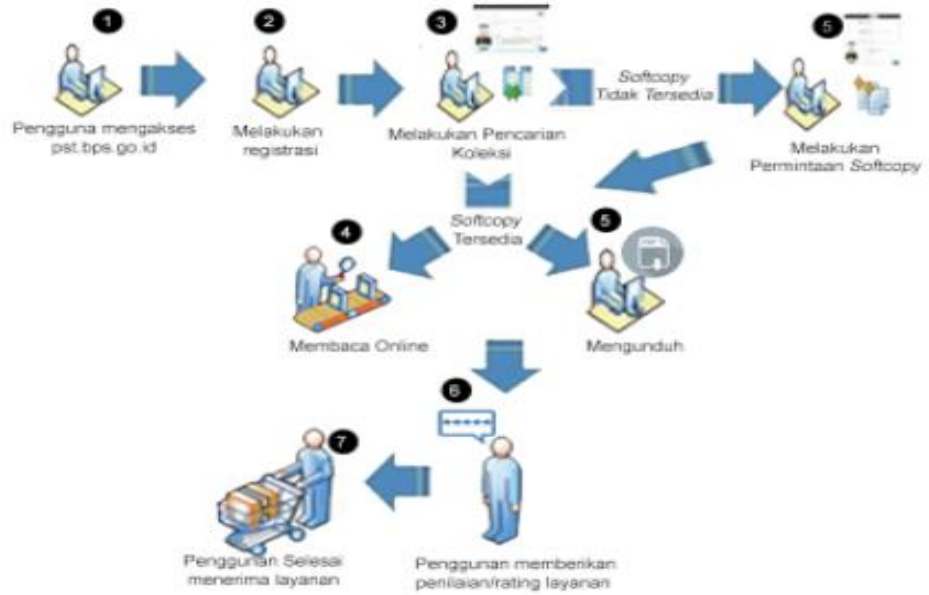 1
Pengguna mengakses
pst.bps.go.id
2
Melakukan
registrasi
3
Melakukan Pencarian
Koleksi
Softcopy
Tidak Tersedia
5
Melakukan
Permintaan Softcopy
Softcopy
Tersedia
4
Membaca Online
5
Mengunduh
6
Penggunan memberikan
penilaian/rating layanan
7
Penggunan Selesai
menerima layanan